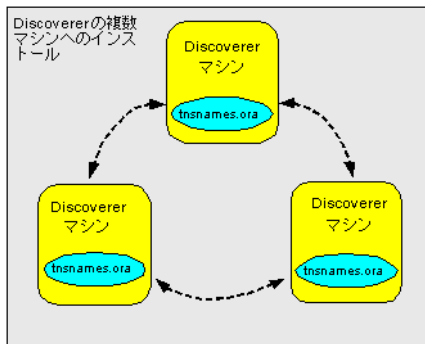 Discovererの複数
マシンへのインス
トール
Discoverer
マシン
tnsnames.ora
Discoverer
マシン
tnsnames.ora
Discoverer
マシン
tnsnames.ora